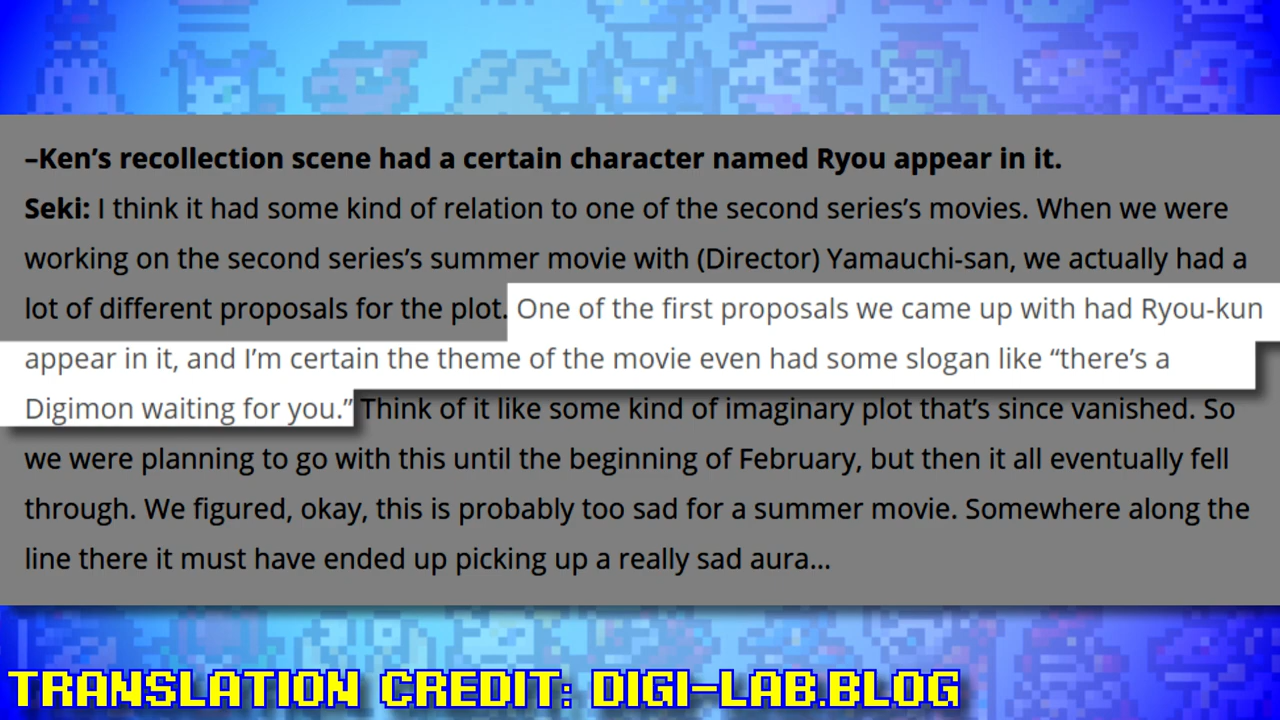 –Ken’s recollection scene had a certain character named Ryou appear in it.
Seki: I think it had some kind of relation to one of the second series’s movies. When we were
working on the second series’s summer movie with (Director) Yamauchi-san, we actually had a
lot of different proposals for the plot. One of the first proposals we came up with had Ryou-kun
appear in it, and I’m certain the theme of the movie even had some slogan like “there’s a
Digimon waiting for you.” Think of it like some kind of imaginary plot that’s since vanished. So
we were planning to go with this until the beginning of February, but then it all eventually fell
through. We figured, okay, this is probably too sad for a summer movie. Somewhere along the
line there it must have ended up picking up a really sad aura...
TRANSLATION CREDIT: DIGI-LAB.BLOG